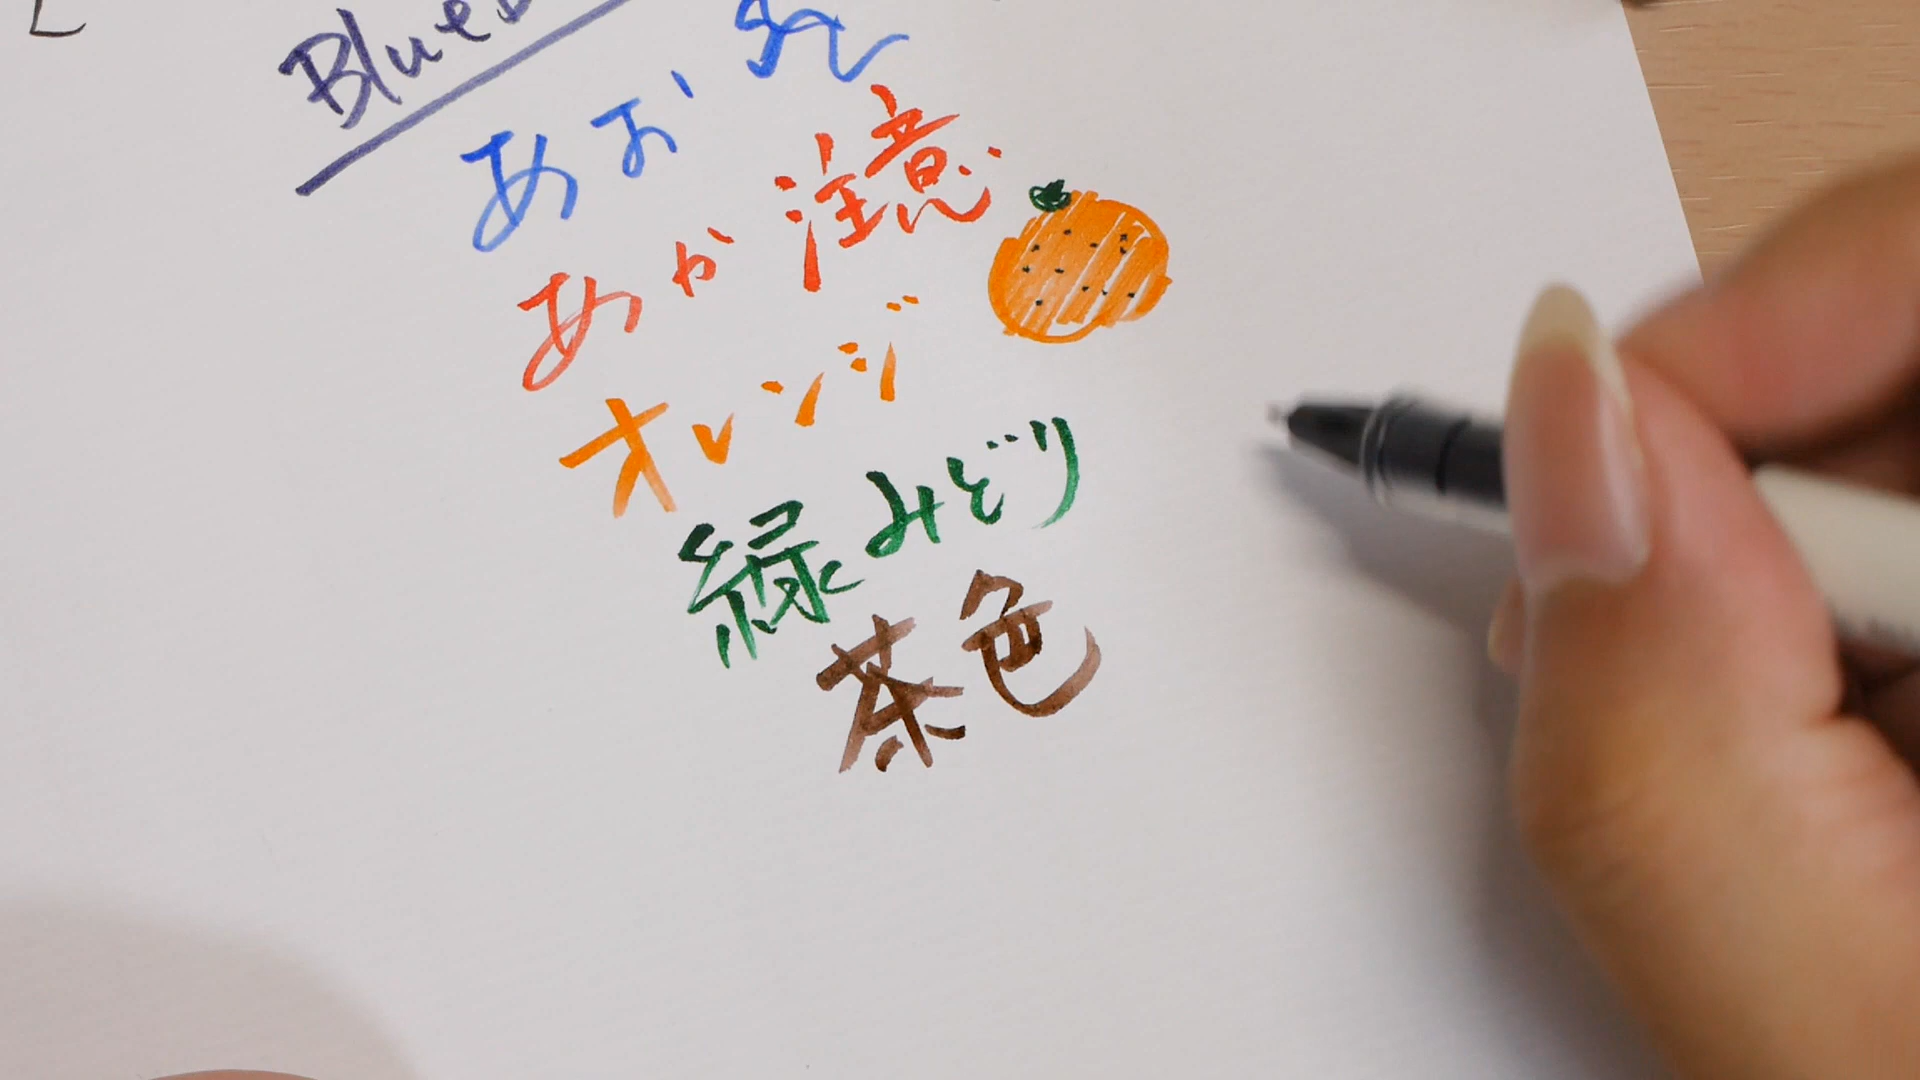 Blue
あお
あか 注意
オレンジ
緑 みどり
茶色